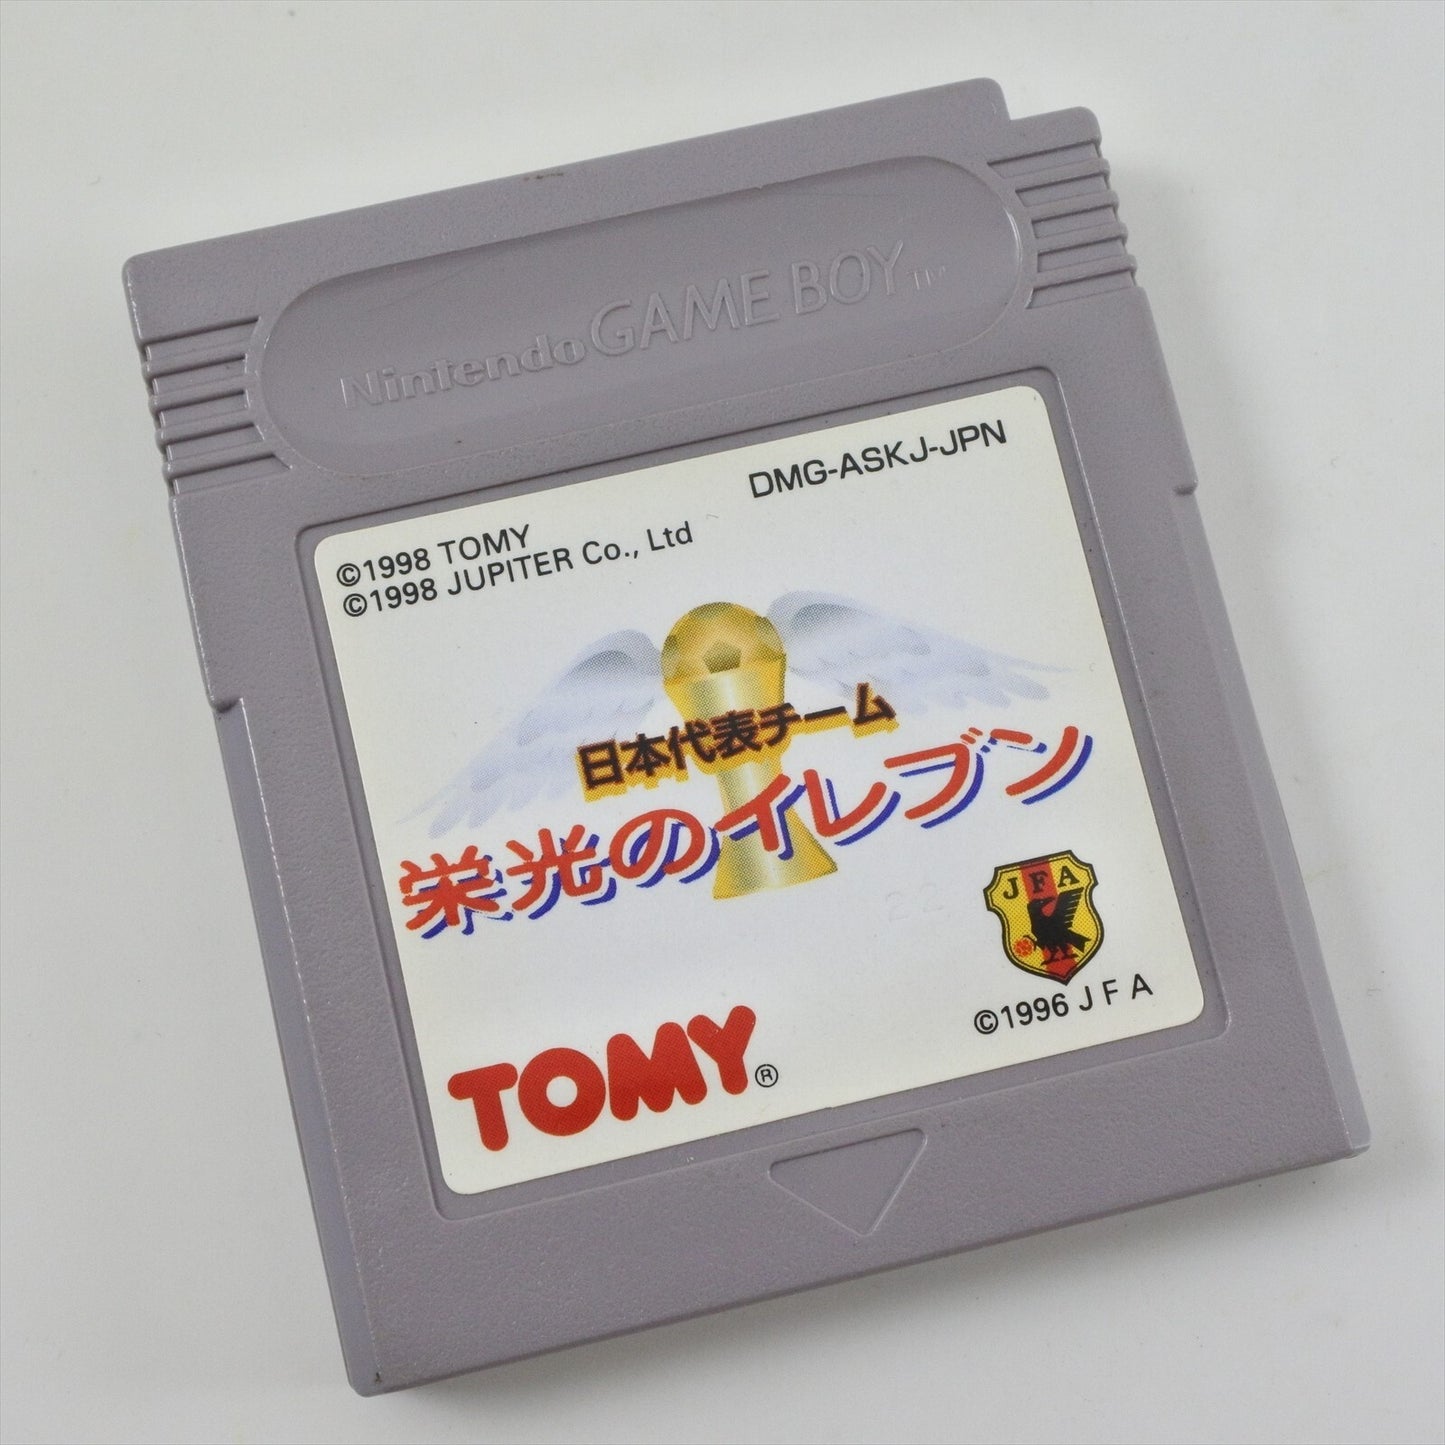 Nintendo GAME BOY TM
DMG-ASKJ-JPN
©1998 TOMY
©1998 JUPITER Co., Ltd
日本代表チーム
栄光のイレブン
JFA
©1996 J F A
TOMY®